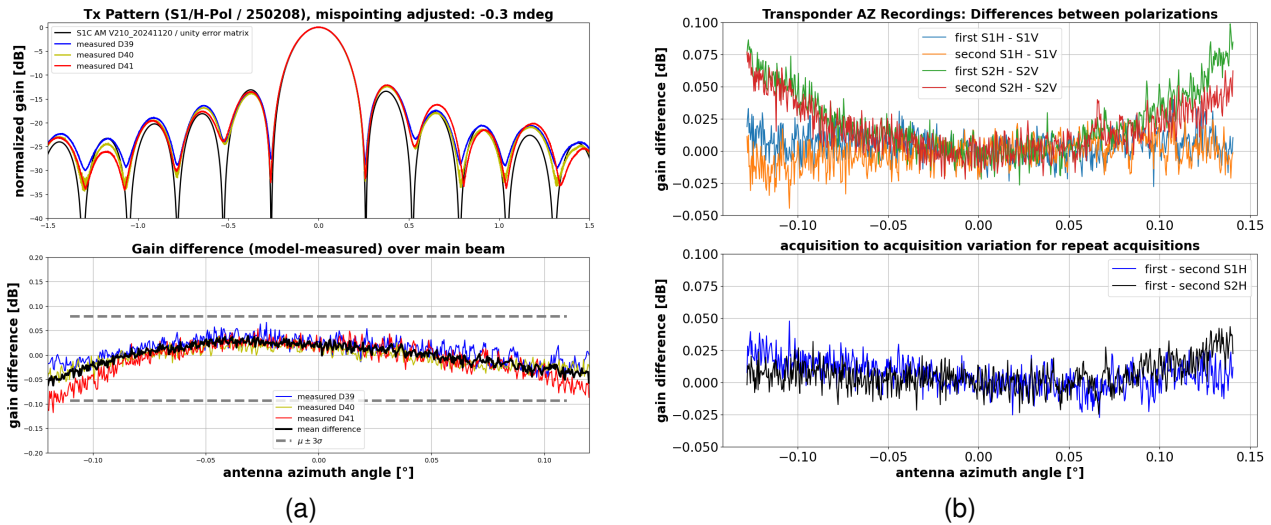 Tx Pattern (S1/H-Pol / 250208), mispointing adjusted: -0.3 mdeg
normalized gain [dB]
0
−5
−10
−15
−20
−25
−30
−35
−40
−1.5
−1.0
−0.5
0.0
0.5
1.0
1.5
S1C AM V210_20241120 / unity error matrix
measured D39
measured D40
measured D41
Gain difference (model-measured) over main beam
gain difference [dB]
0.20
0.15
0.10
0.05
0.00
−0.05
−0.10
−0.15
−0.20
−0.10
−0.05
0.00
0.05
0.10
measured D39
measured D40
measured D41
mean difference
μ ± 3σ
antenna azimuth angle [°]
(a)
Transponder AZ Recordings: Differences between polarizations
gain difference [dB]
0.100
0.075
0.050
0.025
0.000
−0.025
−0.050
−0.10
−0.05
0.00
0.05
0.10
0.15
first S1H - S1V
second S1H - S1V
first S2H - S2V
second S2H - S2V
acquisition to acquisition variation for repeat acquisitions
gain difference [dB]
0.100
0.075
0.050
0.025
0.000
−0.025
−0.050
−0.10
−0.05
0.00
0.05
0.10
0.15
first - second S1H
first - second S2H
antenna azimuth angle [°]
(b)